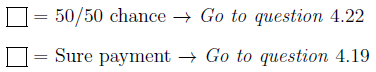 □ = 50/50 chance → Go to question 4.22
□ = Sure payment → Go to question 4.19